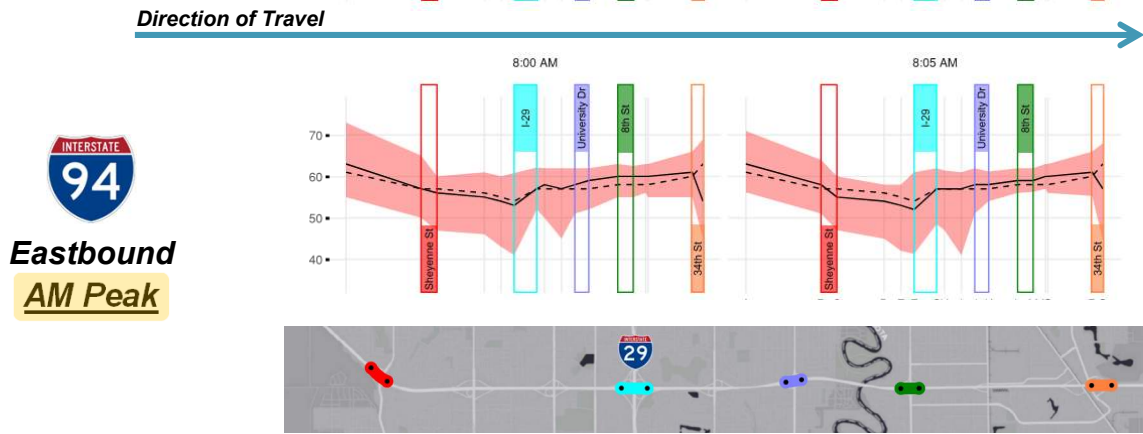 Direction of Travel
8:00 AM
8:05 AM
70
60
50
40
Sheyenne St
I-29
University Dr
8th St
34th St
Sheyenne St
I-29
University Dr
8th St
34th St
INTERSTATE
94
Eastbound
AM Peak
INTERSTATE
29